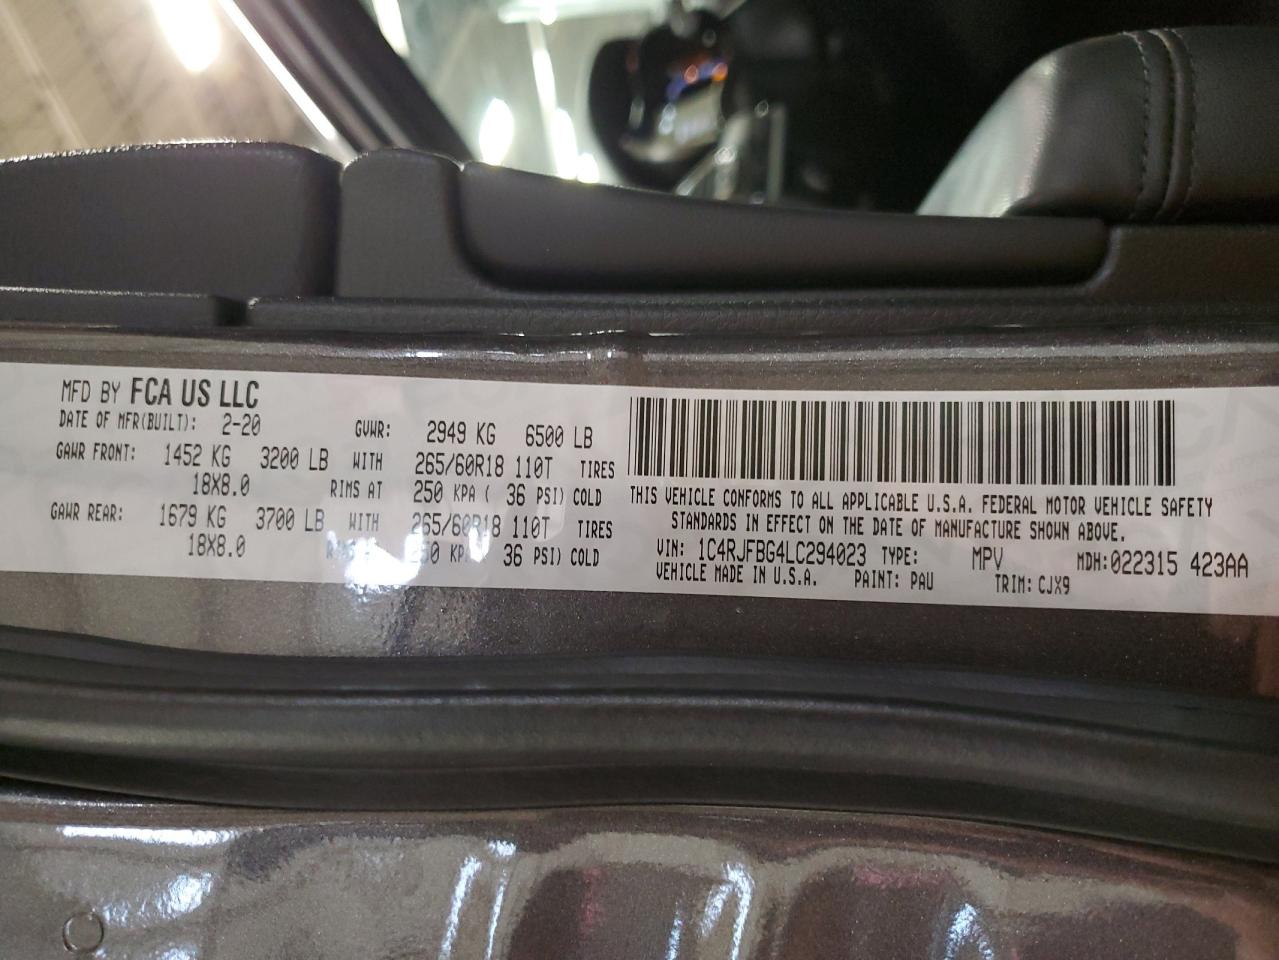 MFD BY FCA US LLC
DATE OF MFR(BUILT): 2-20 GVWR: 2949 KG 6500 LB
GAWR FRONT: 1452 KG 3200 LB WITH 265/60R18 110T TIRES
18X8.0 RIMS AT 250 KPA ( 36 PSI) COLD
GAWR REAR: 1679 KG 3700 LB WITH 265/60R18 110T TIRES
18X8.0 KPA 36 PSI) COLD
THIS VEHICLE CONFORMS TO ALL APPLICABLE U.S.A. FEDERAL MOTOR VEHICLE SAFETY
STANDARDS IN EFFECT ON THE DATE OF MANUFACTURE SHOWN ABOVE.
VIN: 1C4RJFBG4LC294023 TYPE: MPV MDH:022315 423AA
VEHICLE MADE IN U.S.A. PAINT: PAU TRIM: CJX9